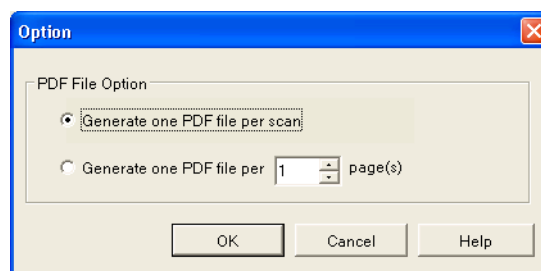 Option
PDF File Option
Generate one PDF file per scan
Generate one PDF file per 1 page(s)
OK Cancel Help